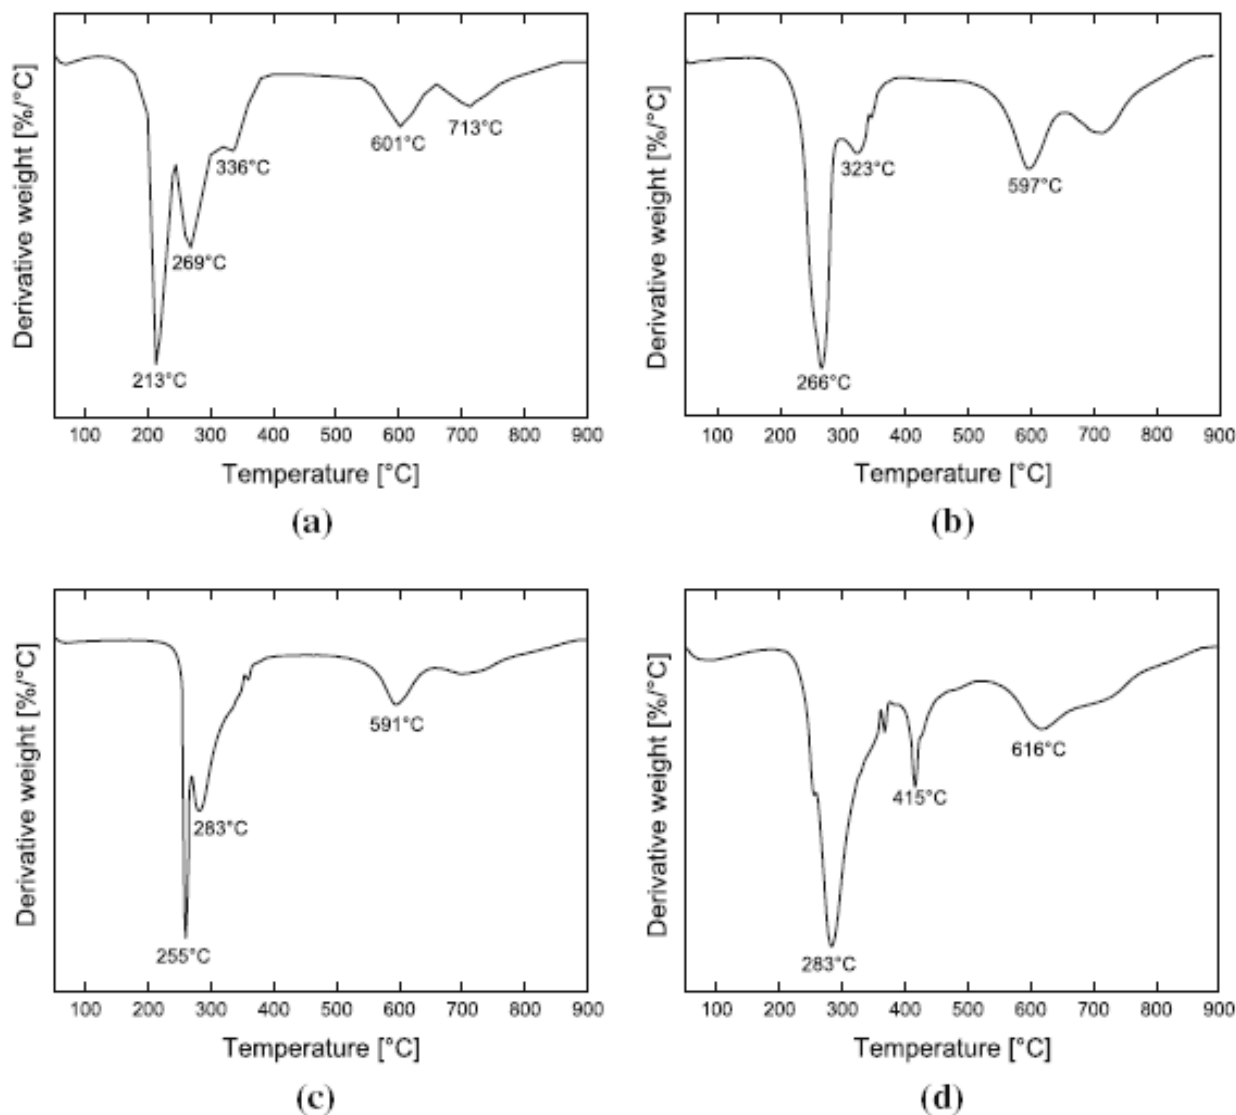 Derivative weight [%/°C]
213°C
269°C
336°C
601°C
713°C
100 200 300 400 500 600 700 800 900
Temperature [°C]
(a)
Derivative weight [%/°C]
266°C
323°C
597°C
100 200 300 400 500 600 700 800 900
Temperature [°C]
(b)
Derivative weight [%/°C]
255°C
283°C
591°C
100 200 300 400 500 600 700 800 900
Temperature [°C]
(c)
Derivative weight [%/°C]
283°C
415°C
616°C
100 200 300 400 500 600 700 800 900
Temperature [°C]
(d)